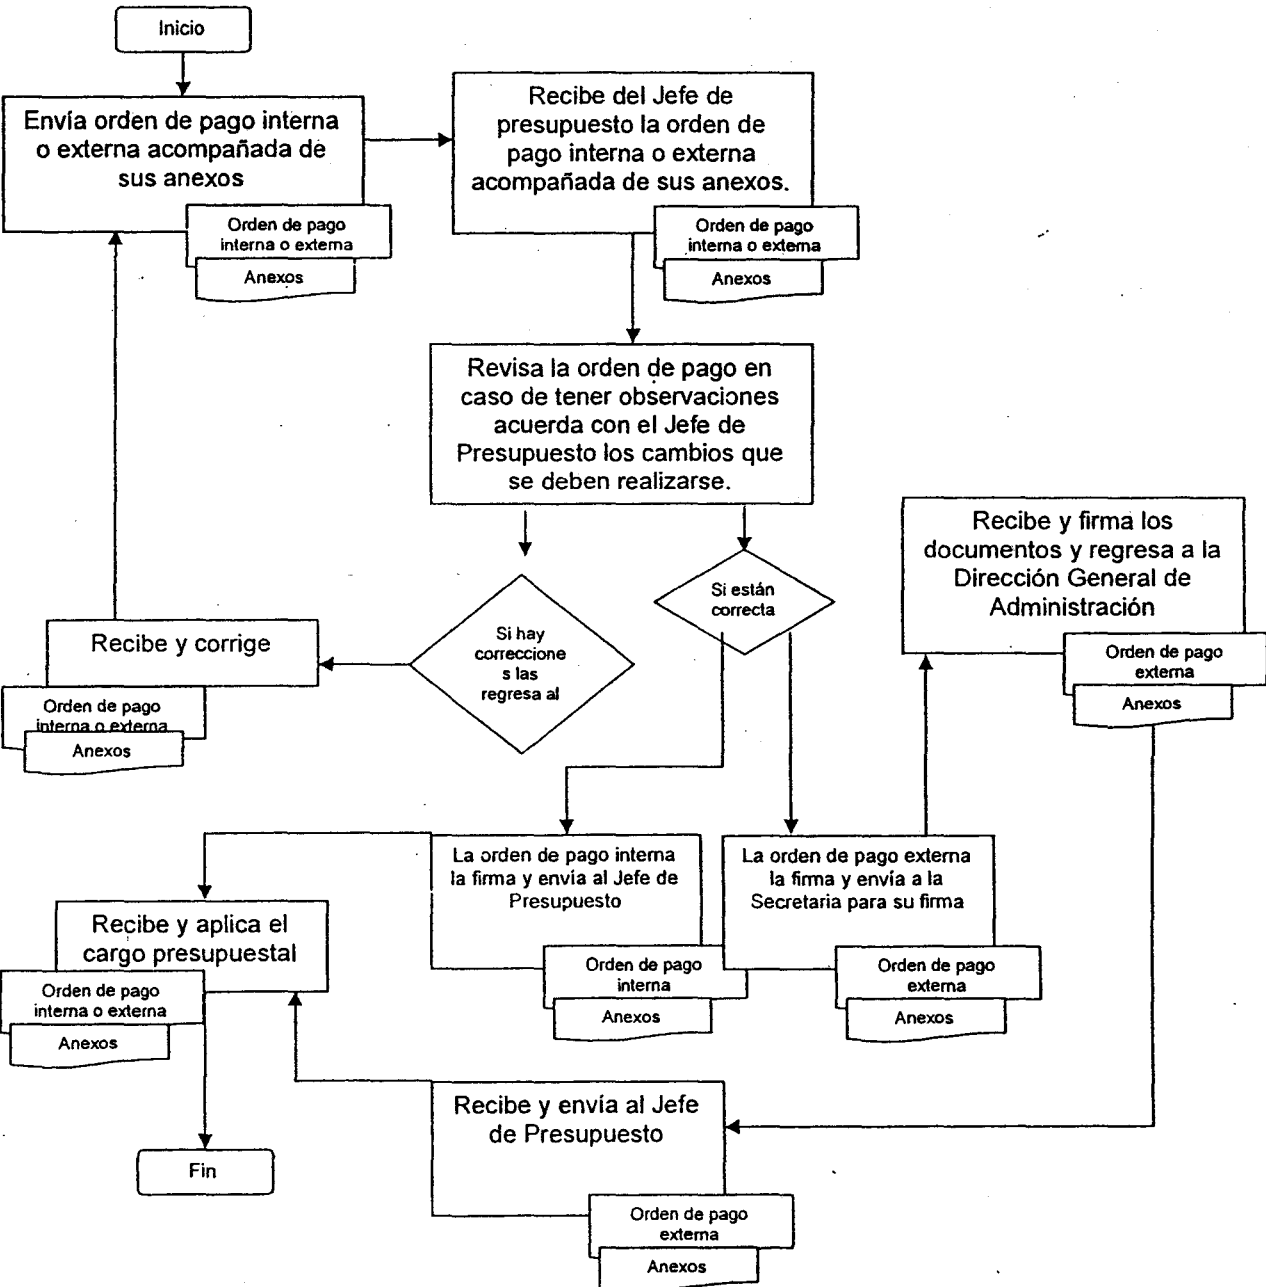 Inicio
Envía orden de pago interna
o externa acompañada de
sus anexos
Orden de pago
interna o externa
Anexos
Recibe del Jefe de
presupuesto la orden de
pago interna o externa
acompañada de sus anexos.
Orden de pago
interna o externa
Anexos
Revisa la orden de pago en
caso de tener observaciones
acuerda con el Jefe de
Presupuesto los cambios que
se deben realizarse.
Recibe y firma los
documentos y regresa a la
Dirección General de
Administración
Orden de pago
externa
Anexos
Si están
correcta
Si hay
correccione
s las
regresa al
Recibe y corrige
Orden de pago
interna o externa
Anexos
La orden de pago interna
la firma y envía al Jefe de
Presupuesto
Orden de pago
interna
Anexos
La orden de pago externa
la firma y envía a la
Secretaria para su firma
Orden de pago
externa
Anexos
Recibe y aplica el
cargo presupuestal
Orden de pago
interna o externa
Anexos
Recibe y envía al Jefe
de Presupuesto
Orden de pago
externa
Anexos
Fin